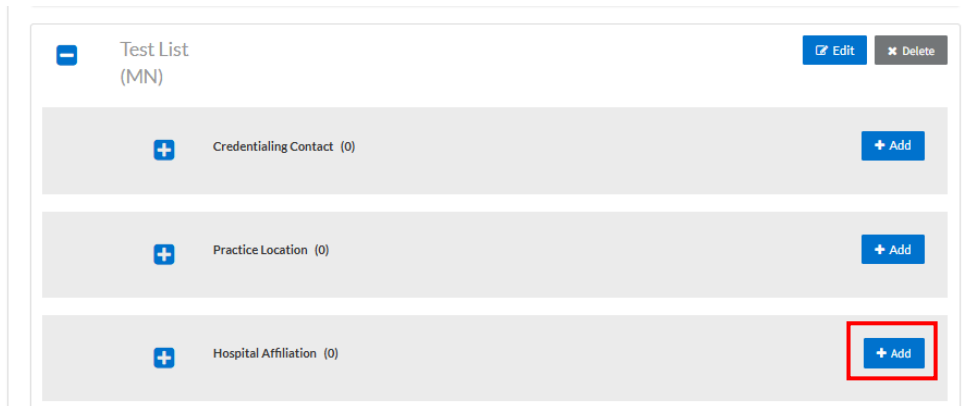 Test List
(MN)
Edit
Delete
Credentialing Contact (0)
Add
Practice Location (0)
Add
Hospital Affiliation (0)
Add